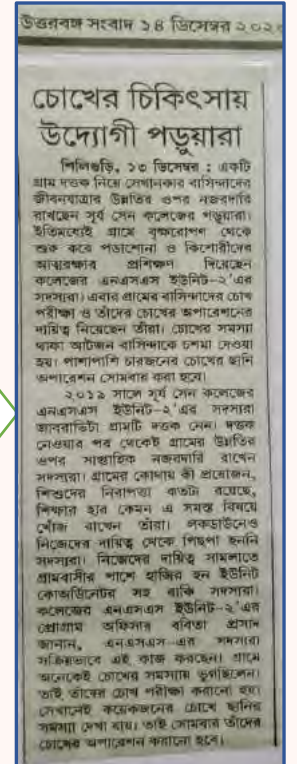 উত্তরবঙ্গ সংবাদ ১৪ ডিসেম্বর ২০২
চোখের চিকিৎসায়
উদ্যোগী পড়ুয়ারা
শিলিগুড়ি, ১৩ ডিসেম্বর : একটি
গ্রাম দত্তক নিয়ে সেখানকার বাসিন্দাদের
জীবনযাত্রার উন্নতির ওপর নজরদারি
রাখছেন সূর্য সেন কলেজের পড়ুয়ারা।
ইতিমধ্যেই গ্রামে বৃক্ষরোপণ থেকে
শুরু করে পড়াশোনা ও কিশোরীদের
আত্মরক্ষার প্রশিক্ষণ দিয়েছেন
কলেজের এনএসএস ইউনিট-২'এর
সদস্যরা। এবার গ্রামের বাসিন্দাদের চোখ
পরীক্ষা ও তাঁদের চোখের অপারেশনের
দায়িত্ব নিয়েছেন তাঁরা। চোখের সমস্যা
থাকা আটজন বাসিন্দাকে চশমা দেওয়া
হয়। পাশাপাশি চারজনের চোখের ছানি
অপারেশন সোমবার করা হবে।
২০১৯ সালে সূর্য সেন কলেজের
এনএসএস ইউনিট-২'এর সদস্যরা
জাবরাভিটা গ্রামটি দত্তক নেন। দত্তক
নেওয়ার পর থেকেই গ্রামের উন্নতির
ওপর সাপ্তাহিক নজরদারি রাখেন
সদস্যরা। গ্রামের কোথায় কী প্রয়োজন,
শিশুদের নিরাপত্তা কতটা রয়েছে,
শিক্ষার হার কেমন এ সমস্ত বিষয়ে
খোঁজ রাখেন তাঁরা। লকডাউনেও
নিজেদের দায়িত্ব থেকে পিছপা হননি
সদস্যরা। নিজেদের দায়িত্ব সামলাতে
গ্রামবাসীর পাশে হাজির হন ইউনিট
কোঅর্ডিনেটর সহ বাকি সদস্যরা।
কলেজের এনএসএস ইউনিট-২'এর
প্রোগ্রাম অফিসার ববিতা প্রসাদ
জানান, এনএসএস-এর সদস্যরা
সক্রিয়ভাবে এই কাজ করছেন। গ্রামে
অনেকেই চোখের সমস্যায় ভুগছিলেন।
তাই তাঁদের চোখ পরীক্ষা করানো হয়।
সেখানেই কয়েকজনের চোখে ছানির
সমস্যা দেখা যায়। তাই সোমবার তাঁদের
চোখের অপারেশন করানো হবে।